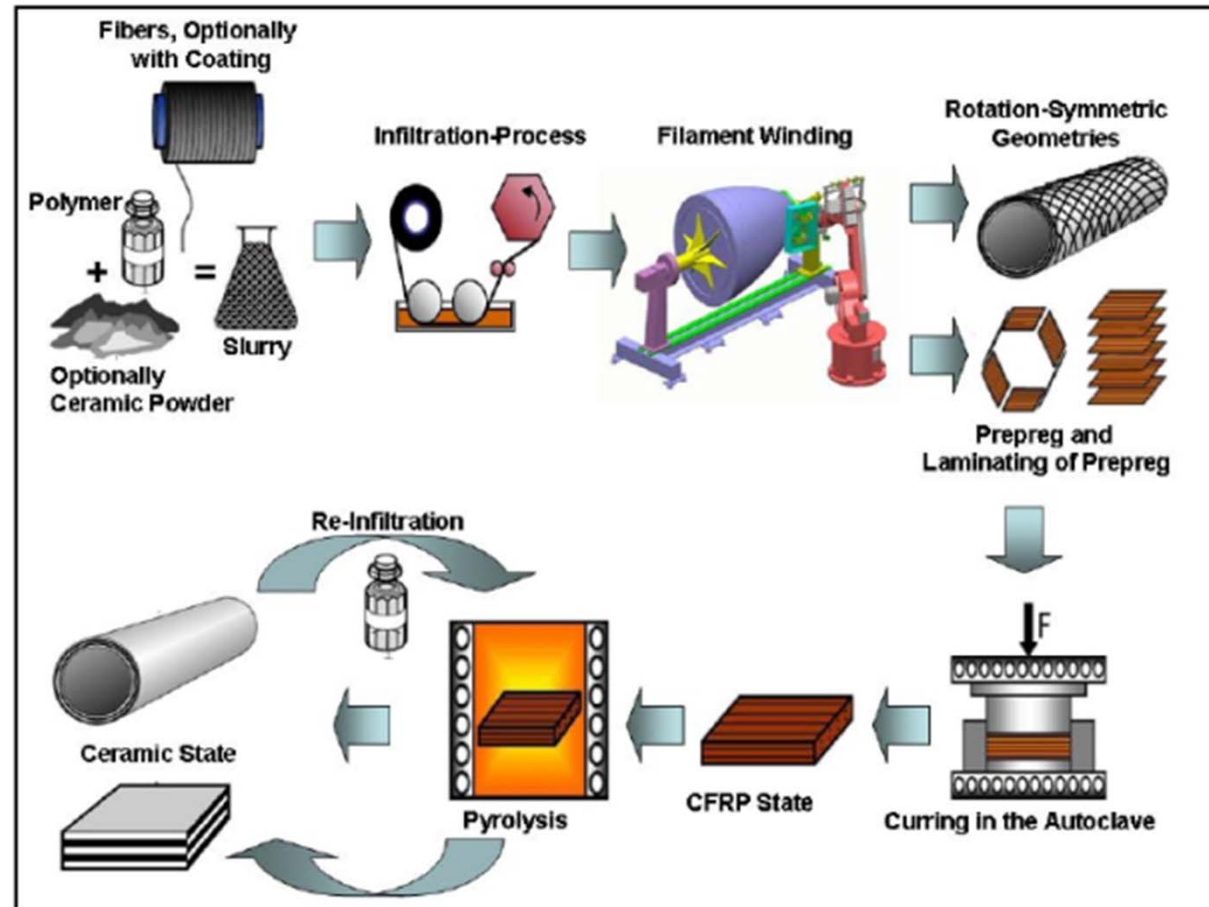 Fibers, Optionally
with Coating
Polymer
+
=
Slurry
Optionally
Ceramic Powder
Infiltration-Process
Filament Winding
Rotation-Symmetric
Geometries
Prepreg and
Laminating of Prepreg
F
Curring in the Autoclave
CFRP State
Pyrolysis
Re-Infiltration
Ceramic State